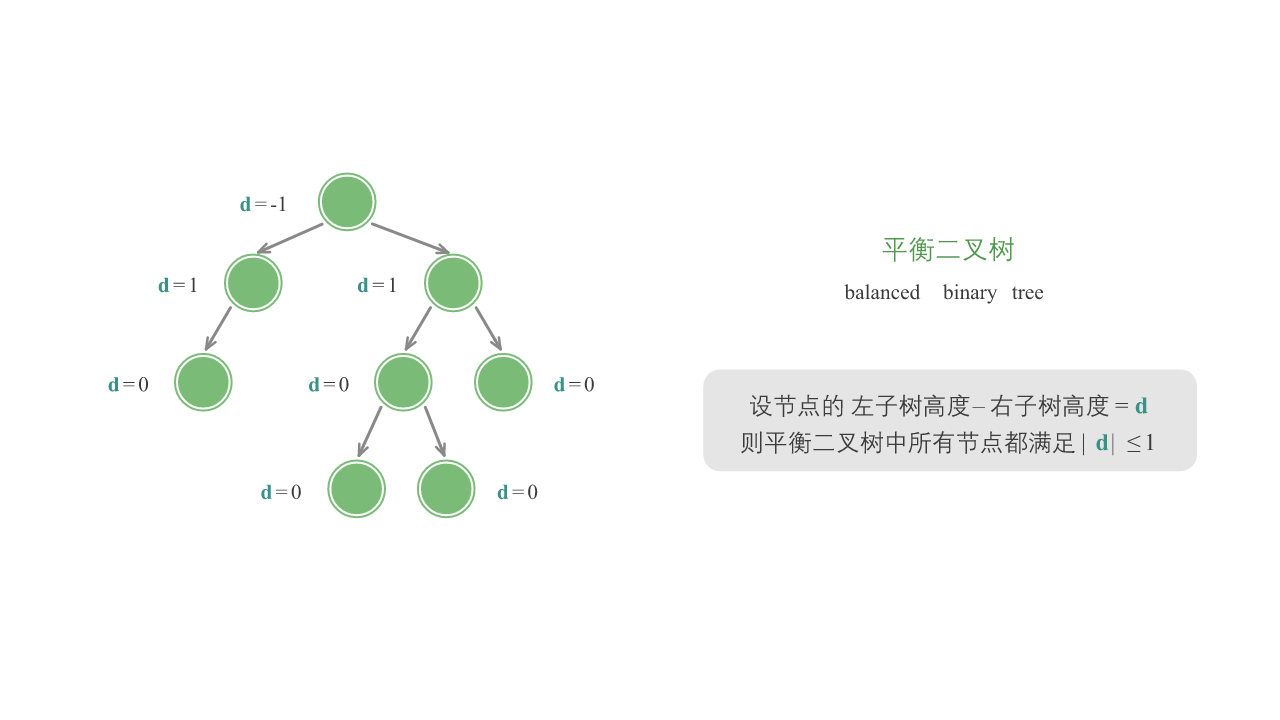 d = -1
d = 1
d = 1
d = 0
d = 0
d = 0
d = 0
d = 0
平衡二叉树
balanced binary tree
设节点的 左子树高度 – 右子树高度 = d
则平衡二叉树中所有节点都满足 | d | ≤ 1